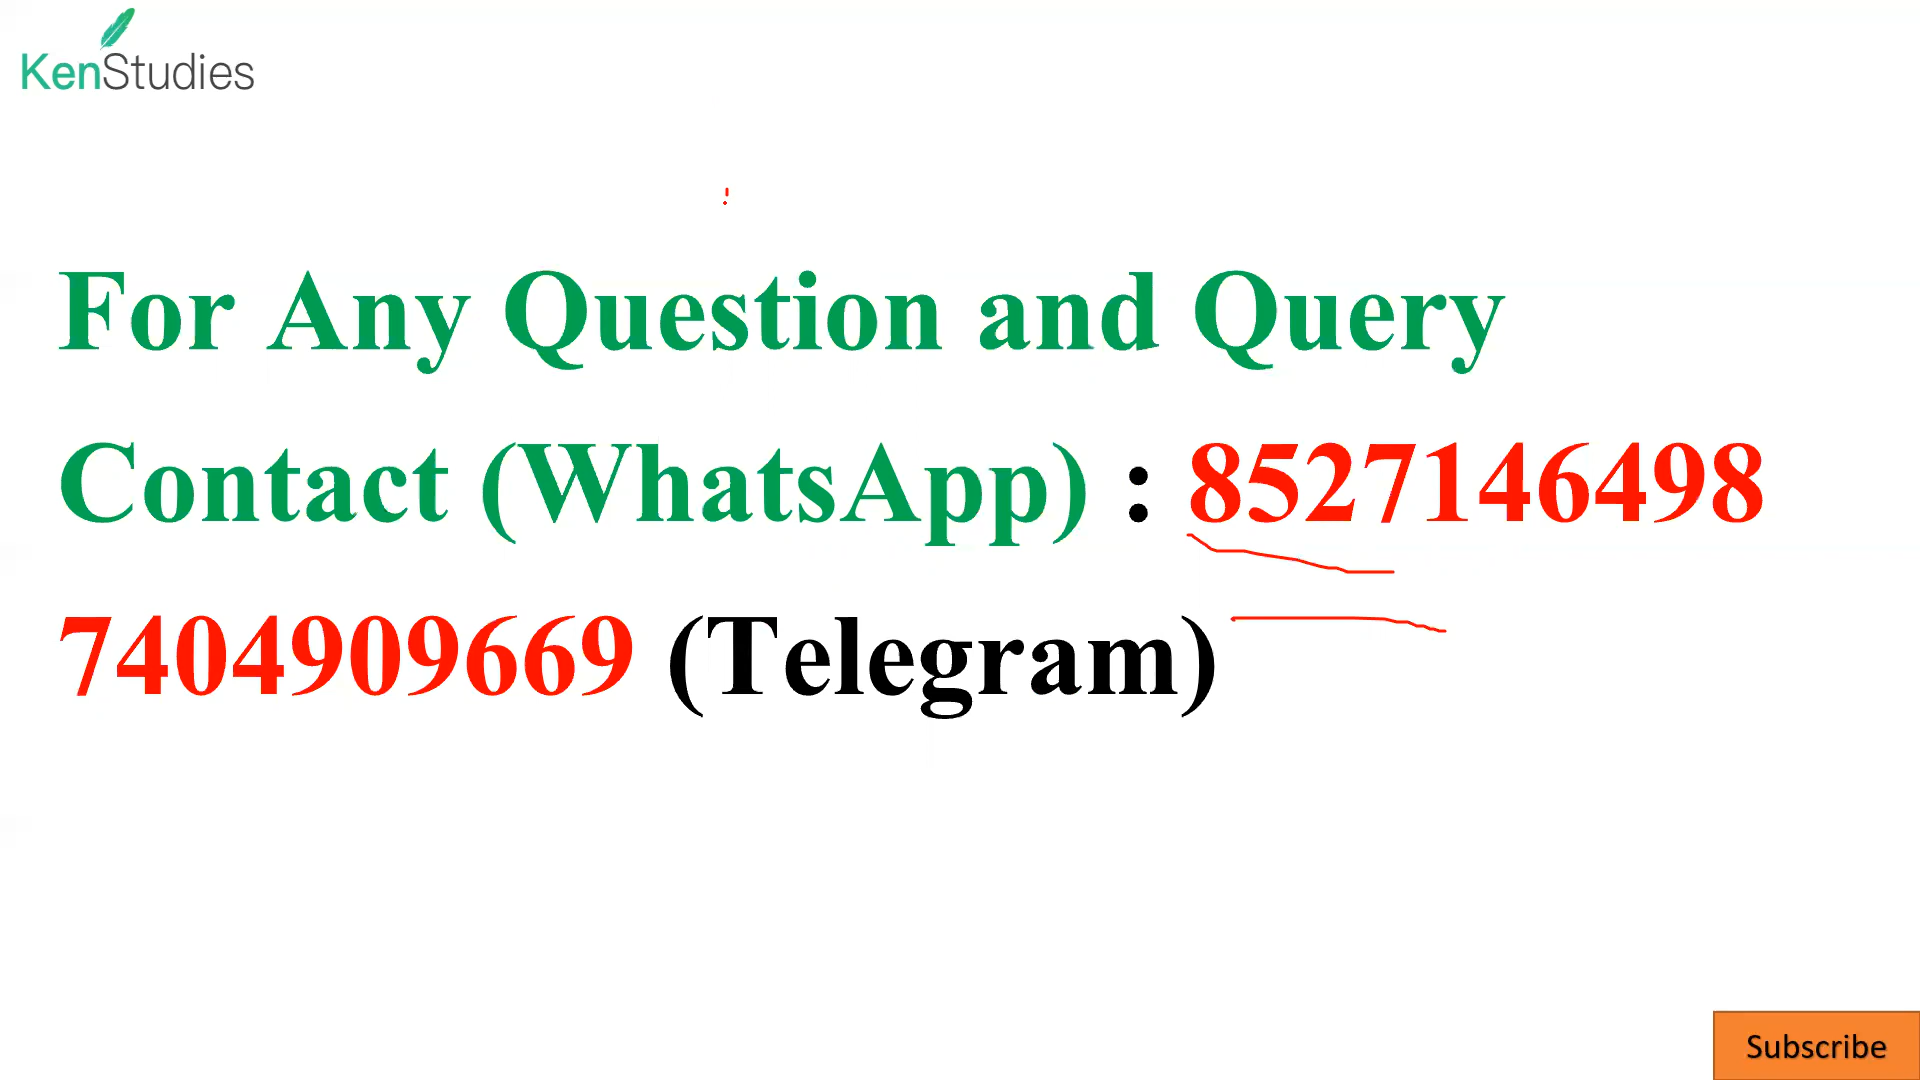 KenStudies
For Any Question and Query
Contact (WhatsApp) : 8527146498
7404909669 (Telegram)
Subscribe